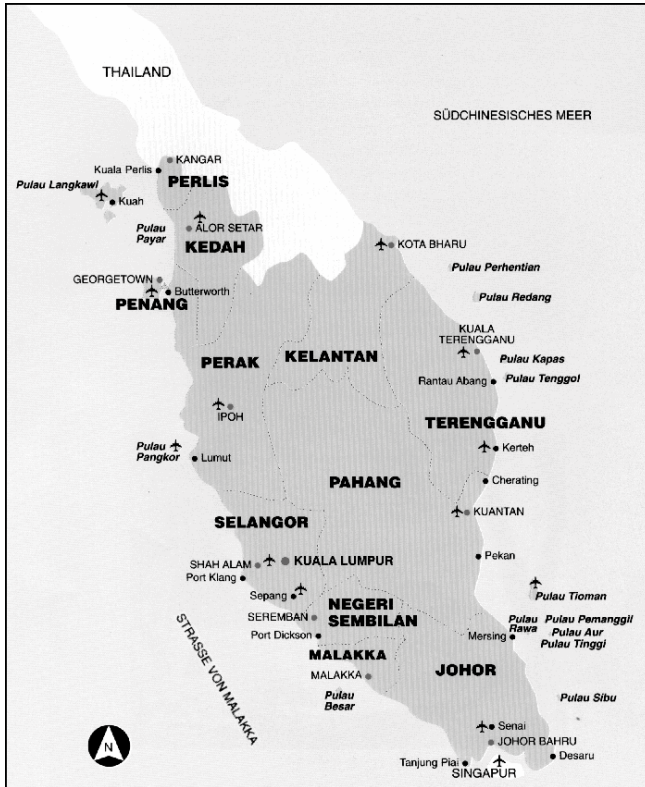 THAILAND
SÜDCHINESISCHES MEER
KANGAR
Kuala Perlis
PERLIS
Pulau Langkawi
Kuah
Pulau
Payar
ALOR SETAR
KEDAH
KOTA BHARU
Pulau Perhentian
GEORGETOWN
Butterworth
PENANG
Pulau Redang
KUALA
TERENGGANU
PERAK
KELANTAN
Pulau Kapas
Rantau Abang
Pulau Tenggol
IPOH
TERENGGANU
Pulau
Pangkor
Lumut
Kerteh
PAHANG
Cherating
SELANGOR
KUANTAN
SHAH ALAM
KUALA LUMPUR
Pekan
Port Klang
Sepang
NEGERI
SEMBILAN
Pulau Tioman
SEREMBAN
Port Dickson
Mersing
Pulau
Rawa
Pulau Pemanggil
Pulau Aur
Pulau Tinggi
STRASSE VON MALAKKA
MALAKKA
JOHOR
MALAKKA
Pulau
Besar
Pulau Sibu
N
Senai
JOHOR BAHRU
Tanjung Piai
SINGAPUR
Desaru